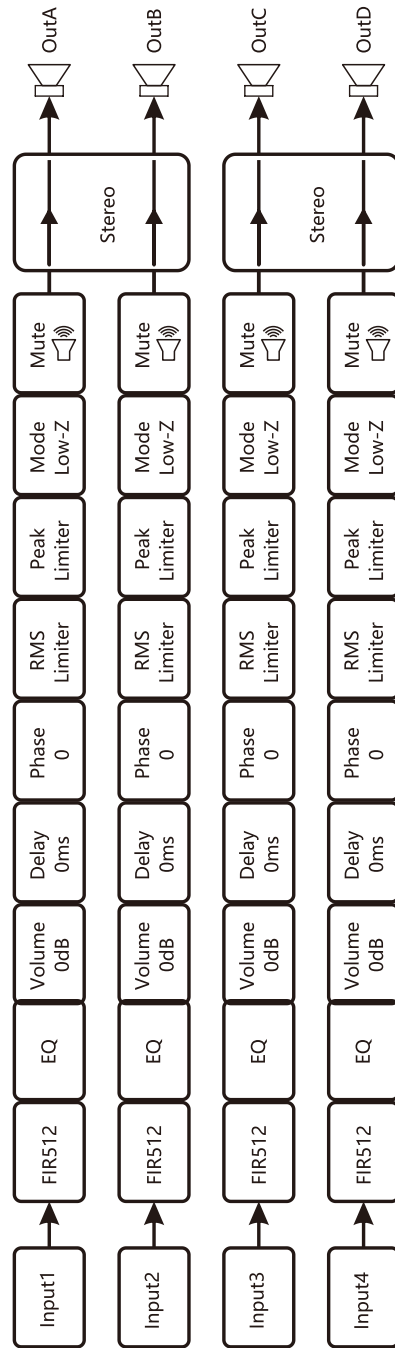 Input1
FIR512
EQ
Volume
0dB
Delay
0ms
Phase
0
RMS
Limiter
Peak
Limiter
Mode
Low-Z
Mute
OutA
Input2
FIR512
EQ
Volume
0dB
Delay
0ms
Phase
0
RMS
Limiter
Peak
Limiter
Mode
Low-Z
Mute
Stereo
OutB
Input3
FIR512
EQ
Volume
0dB
Delay
0ms
Phase
0
RMS
Limiter
Peak
Limiter
Mode
Low-Z
Mute
OutC
Input4
FIR512
EQ
Volume
0dB
Delay
0ms
Phase
0
RMS
Limiter
Peak
Limiter
Mode
Low-Z
Mute
Stereo
OutD